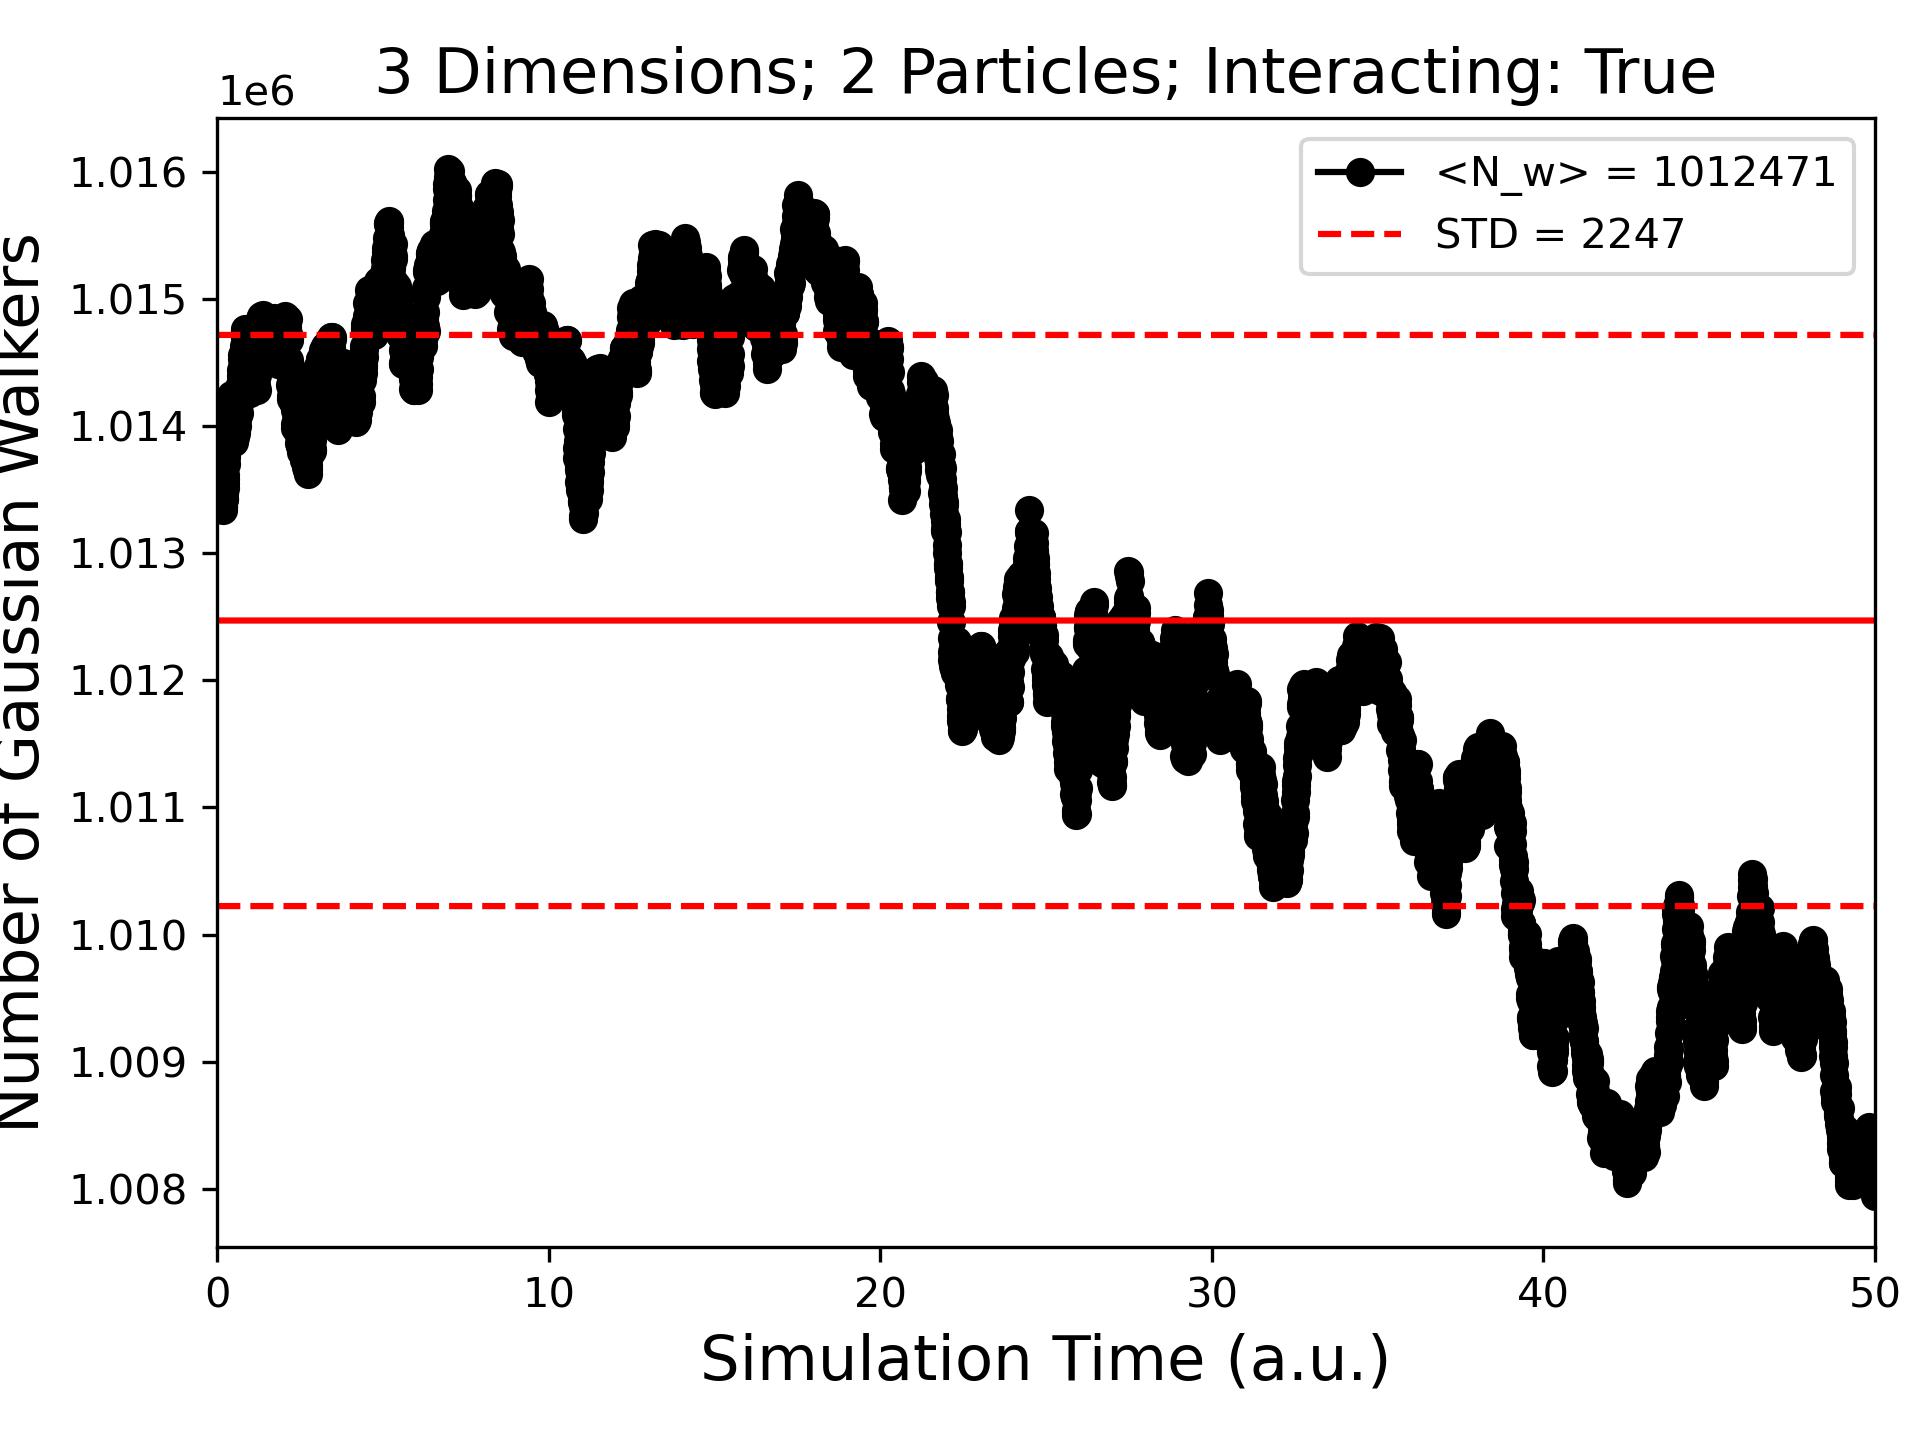 3 Dimensions; 2 Particles; Interacting: True
1e6
<N_w> = 1012471
STD = 2247
Number of Gaussian Walkers
1.016
1.015
1.014
1.013
1.012
1.011
1.010
1.009
1.008
0 10 20 30 40 50
Simulation Time (a.u.)